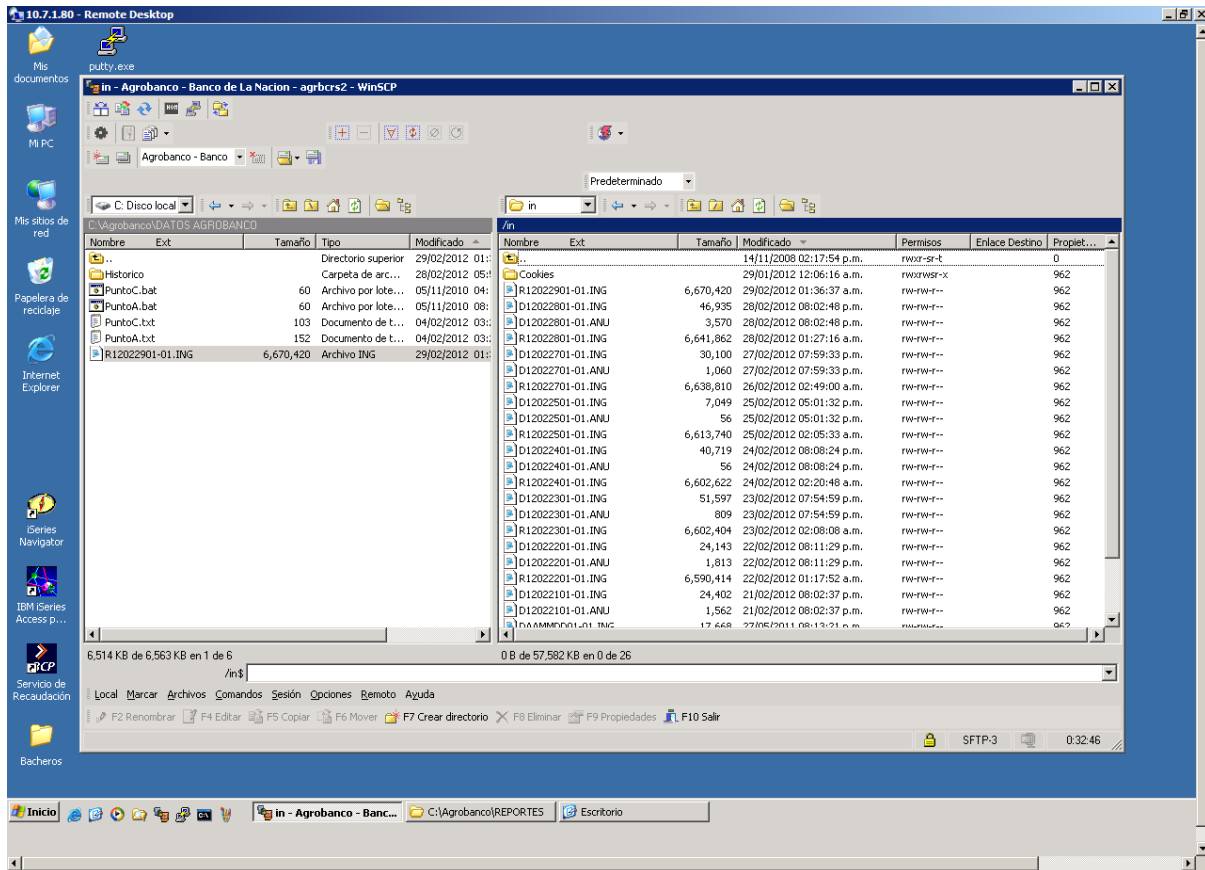 10.7.1.80 - Remote Desktop
Mis documentos
putty.exe
Mi PC
Mis sitios de red
Papelera de reciclaje
Internet Explorer
iSeries Navigator
IBM iSeries Access p...
BCP
Servicio de Recaudación
Bacheros
in - Agrobanco - Banco de La Nacion - agrbcrs2 - WinSCP
Agrobanco - Banco
Predeterminado
C: Disco local
in
C:\Agrobanco\DATOS AGROBANCO
Nombre Ext Tamaño Tipo Modificado
.. Directorio superior 29/02/2012 01:
Historico Carpeta de arc... 28/02/2012 05:
PuntoC.bat 60 Archivo por lote... 05/11/2010 04:
PuntoA.bat 60 Archivo por lote... 05/11/2010 08:
PuntoC.txt 103 Documento de t... 04/02/2012 03:
PuntoA.txt 152 Documento de t... 04/02/2012 03:
R12022901-01.ING 6,670,420 Archivo ING 29/02/2012 01:
6,514 KB de 6,563 KB en 1 de 6
/in
Nombre Ext Tamaño Modificado Permisos Enlace Destino Propiet...
.. 14/11/2008 02:17:54 p.m. rwxr-sr-t 0
Cookies 29/01/2012 12:06:16 a.m. rwxrwsr-x 962
R12022901-01.ING 6,670,420 29/02/2012 01:36:37 a.m. rw-rw-r-- 962
D12022801-01.ING 46,935 28/02/2012 08:02:48 p.m. rw-rw-r-- 962
D12022801-01.ANU 3,570 28/02/2012 08:02:48 p.m. rw-rw-r-- 962
R12022801-01.ING 6,641,862 28/02/2012 01:27:16 a.m. rw-rw-r-- 962
D12022701-01.ING 30,100 27/02/2012 07:59:33 p.m. rw-rw-r-- 962
D12022701-01.ANU 1,060 27/02/2012 07:59:33 p.m. rw-rw-r-- 962
R12022701-01.ING 6,638,810 26/02/2012 02:49:00 a.m. rw-rw-r-- 962
D12022501-01.ING 7,049 25/02/2012 05:01:32 p.m. rw-rw-r-- 962
D12022501-01.ANU 56 25/02/2012 05:01:32 p.m. rw-rw-r-- 962
R12022501-01.ING 6,613,740 25/02/2012 02:05:33 a.m. rw-rw-r-- 962
D12022401-01.ING 40,719 24/02/2012 08:08:24 p.m. rw-rw-r-- 962
D12022401-01.ANU 56 24/02/2012 08:08:24 p.m. rw-rw-r-- 962
R12022401-01.ING 6,602,622 24/02/2012 02:20:48 a.m. rw-rw-r-- 962
D12022301-01.ING 51,597 23/02/2012 07:54:59 p.m. rw-rw-r-- 962
D12022301-01.ANU 809 23/02/2012 07:54:59 p.m. rw-rw-r-- 962
R12022301-01.ING 6,602,404 23/02/2012 02:08:08 a.m. rw-rw-r-- 962
D12022201-01.ING 24,143 22/02/2012 08:11:29 p.m. rw-rw-r-- 962
D12022201-01.ANU 1,813 22/02/2012 08:11:29 p.m. rw-rw-r-- 962
R12022201-01.ING 6,590,414 22/02/2012 01:17:52 a.m. rw-rw-r-- 962
D12022101-01.ING 24,402 21/02/2012 08:02:37 p.m. rw-rw-r-- 962
D12022101-01.ANU 1,562 21/02/2012 08:02:37 p.m. rw-rw-r-- 962
DAAMMDD01-01.ING 17,668 27/05/2011 08:13:21 p.m. rw-rw-r-- 962
0 B de 57,582 KB en 0 de 26
/in$
Local Marcar Archivos Comandos Sesión Opciones Remoto Ayuda
F2 Renombrar F4 Editar F5 Copiar F6 Mover F7 Crear directorio F8 Eliminar F9 Propiedades F10 Salir
SFTP-3 0:32:46
Inicio in - Agrobanco - Banc... C:\Agrobanco\REPORTES Escritorio